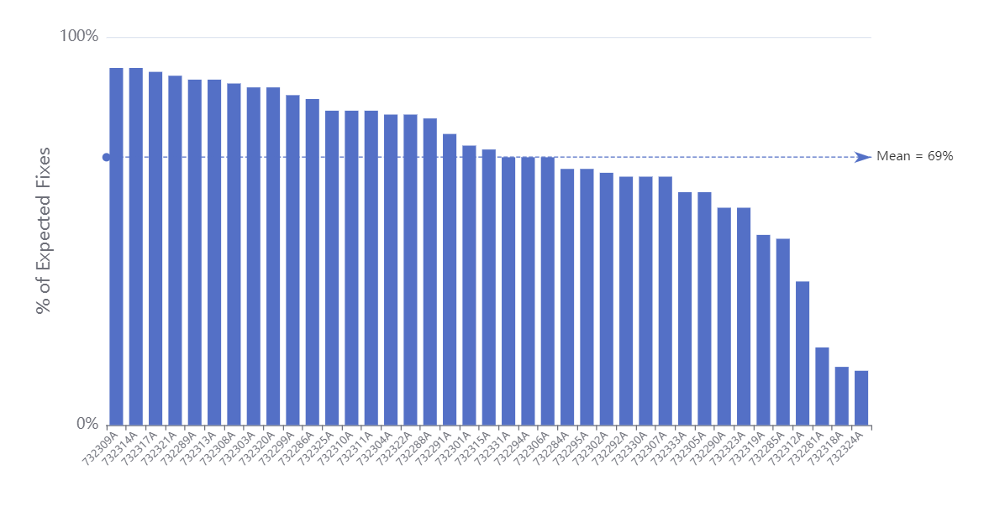 100%
% of Expected Fixes
Mean = 69%
0%
732309A
732314A
732317A
732321A
732289A
732313A
732308A
732303A
732320A
732299A
732286A
732325A
732310A
732311A
732304A
732322A
732288A
732291A
732301A
732315A
732331A
732294A
732306A
732284A
732295A
732302A
732292A
732330A
732307A
732333A
732305A
732290A
732323A
732319A
732285A
732312A
732281A
732318A
732324A